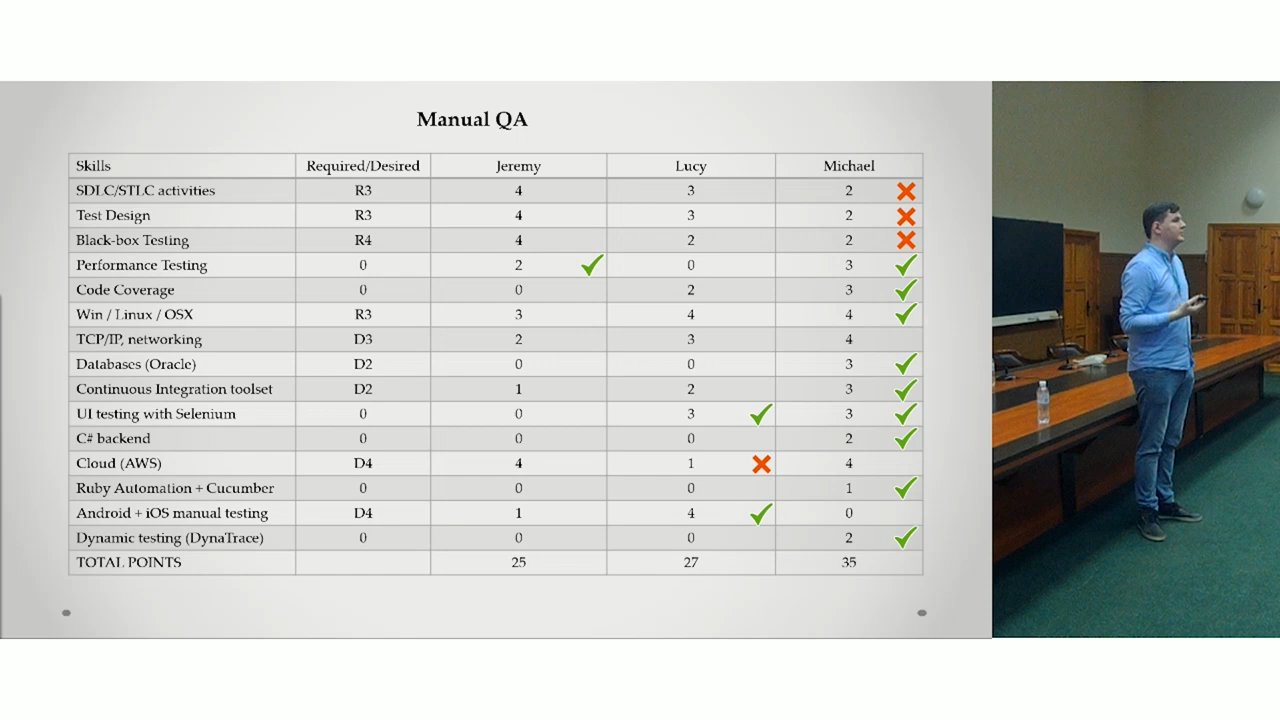 Manual QA
Skills Required/Desired Jeremy Lucy Michael
SDLC/STLC activities R3 4 3 2
Test Design R3 4 3 2
Black-box Testing R4 4 2 2
Performance Testing 0 2 0 3
Code Coverage 0 0 2 3
Win / Linux / OSX R3 3 4 4
TCP/IP, networking D3 2 3 4
Databases (Oracle) D2 0 0 3
Continuous Integration toolset D2 1 2 3
UI testing with Selenium 0 0 3 3
C# backend 0 0 0 2
Cloud (AWS) D4 4 1 4
Ruby Automation + Cucumber 0 0 0 1
Android + iOS manual testing D4 1 4 0
Dynamic testing (DynaTrace) 0 0 0 2
TOTAL POINTS 25 27 35